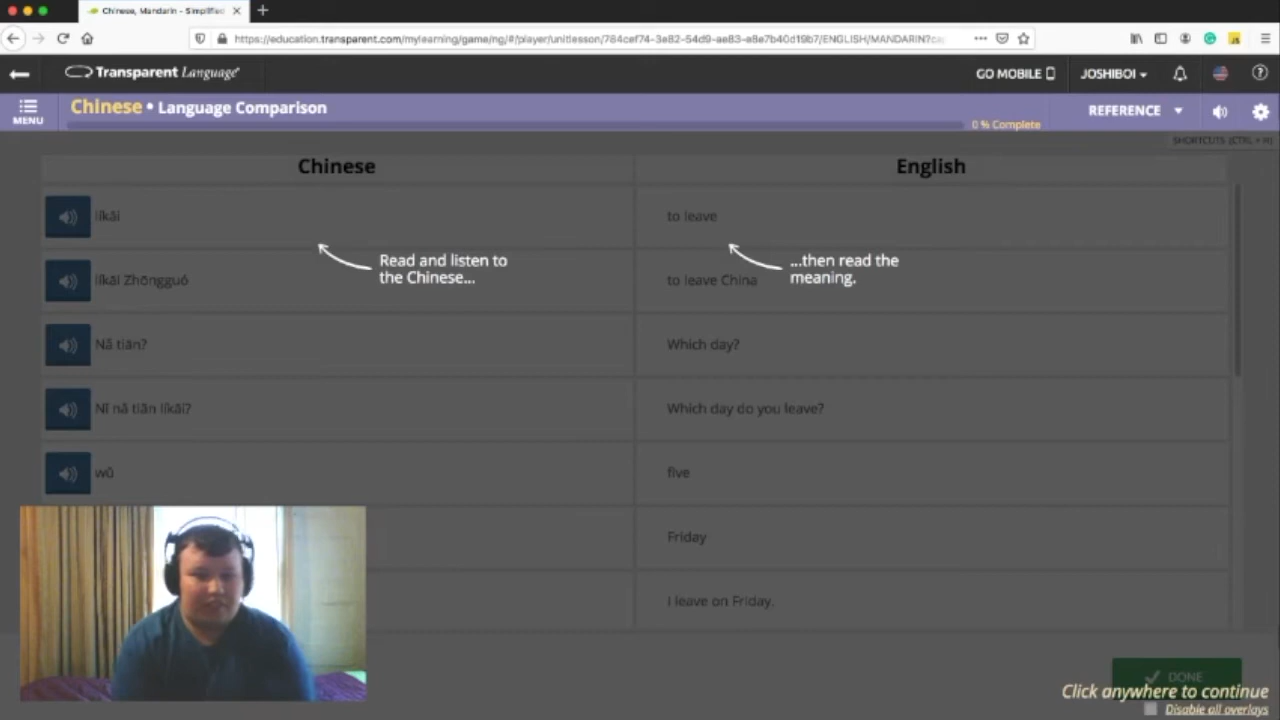 Chinese, Mandarin - Simplified
https://education.transparent.com/mylearning/game/ng/#/player/unitlesson/784cef74-3e82-54d9-ae83-e8e7b40d19b7/ENGLISH/MANDARIN?
Transparent Language®
GO MOBILE
JOSHIBOI
MENU
Chinese • Language Comparison
REFERENCE
0 % Complete
SHORTCUTS (CTRL + H)
Chinese
English
líkāi
to leave
Read and listen to
the Chinese...
...then read the
meaning.
líkāi Zhōngguó
to leave China
Nǎ tiān?
Which day?
Nǐ nǎ tiān líkāi?
Which day do you leave?
wǔ
five
Friday
I leave on Friday.
DONE
Click anywhere to continue
Disable all overlays